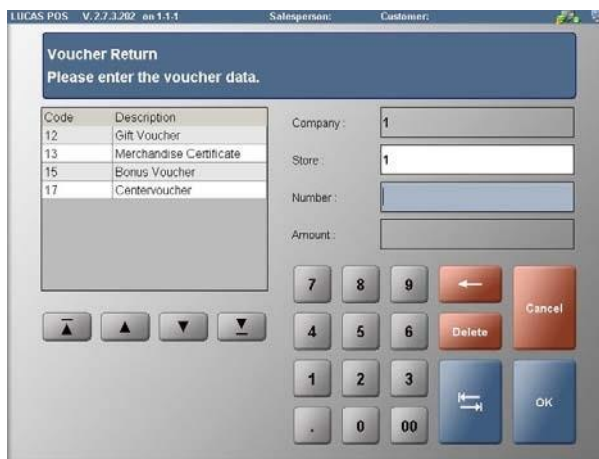 LUCAS POS V. 2.7.3.202 on 1-1-1 Salesperson: Customer:
Voucher Return
Please enter the voucher data.
Code Description
12 Gift Voucher
13 Merchandise Certificate
15 Bonus Voucher
17 Centervoucher
Company : 1
Store : 1
Number :
Amount :
7 8 9
Cancel
4 5 6 Delete
1 2 3
OK
. 0 00